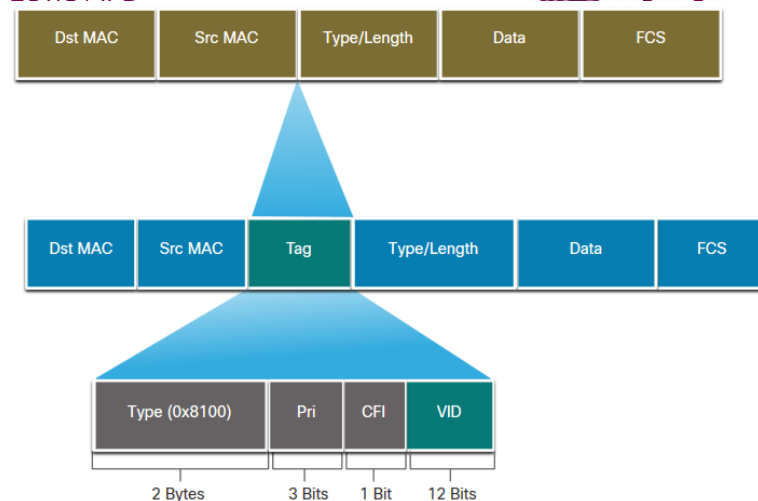 Dst MAC Src MAC Type/Length Data FCS
Dst MAC Src MAC Tag Type/Length Data FCS
Type (0x8100) Pri CFI VID
2 Bytes 3 Bits 1 Bit 12 Bits